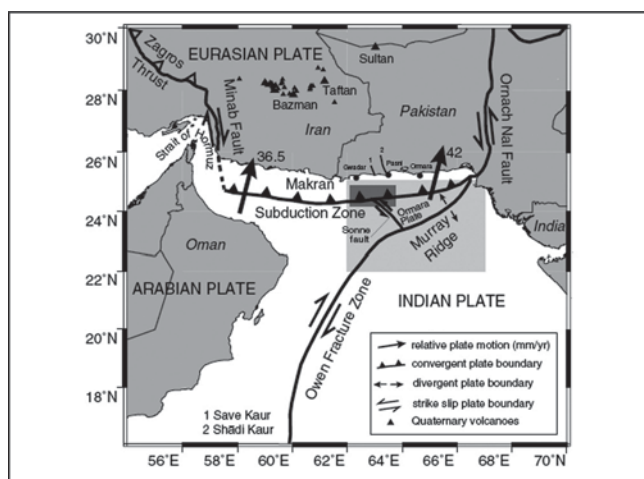 30°N
28°N
26°N
24°N
22°N
20°N
18°N
56°E
60°E
62°E
64°E
66°E
68°E
70°N
EURASIAN PLATE
Zagros
Thrust
Minab Fault
Sultan
Taftan
Bazman
Iran
Pakistan
Ornach Nal Fault
Strait of
Hormuz
36.5
42
1
2
Gwadar
Pasni
Ormara
Makran
Subduction Zone
Ormara
Plate
Sonne
fault
Murray
Ridge
India
Oman
ARABIAN PLATE
INDIAN PLATE
Owen Fracture Zone
1 Save Kaur
2 Shãdi Kaur
relative plate motion (mm/yr)
convergent plate boundary
divergent plate boundary
strike slip plate boundary
Quaternary volcanoes